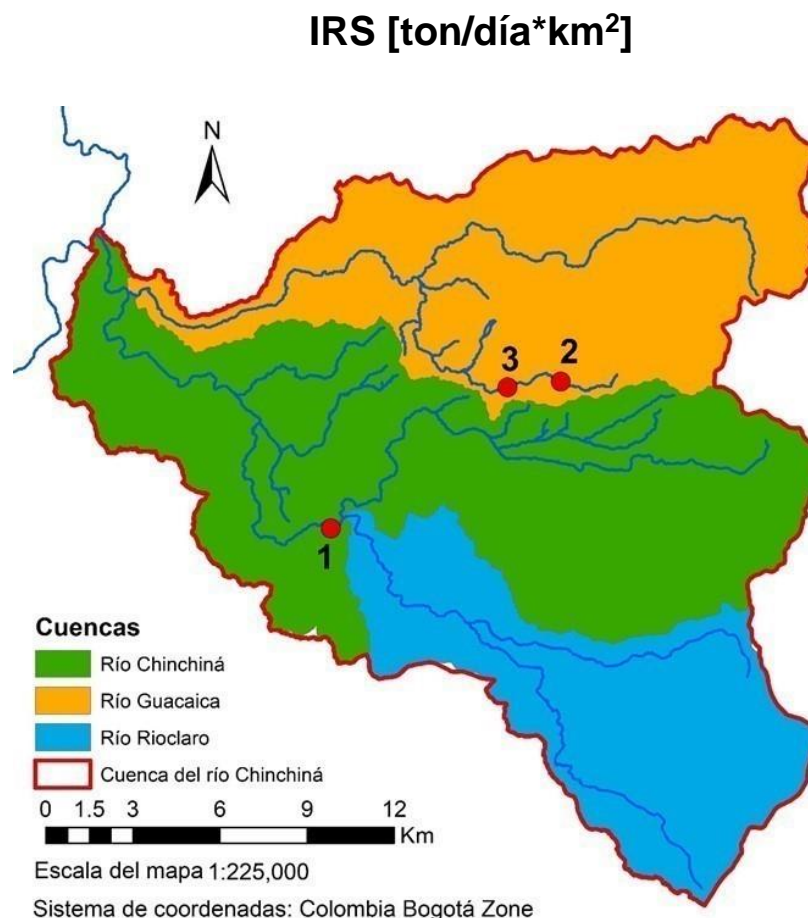 IRS [ton/día*km²]
N
3 2
1
Cuencas
Río Chinchiná
Río Guacaica
Río Rioclaro
Cuenca del río Chinchiná
0 1.5 3 6 9 12
Km
Escala del mapa 1:225,000
Sistema de coordenadas: Colombia Bogotá Zone